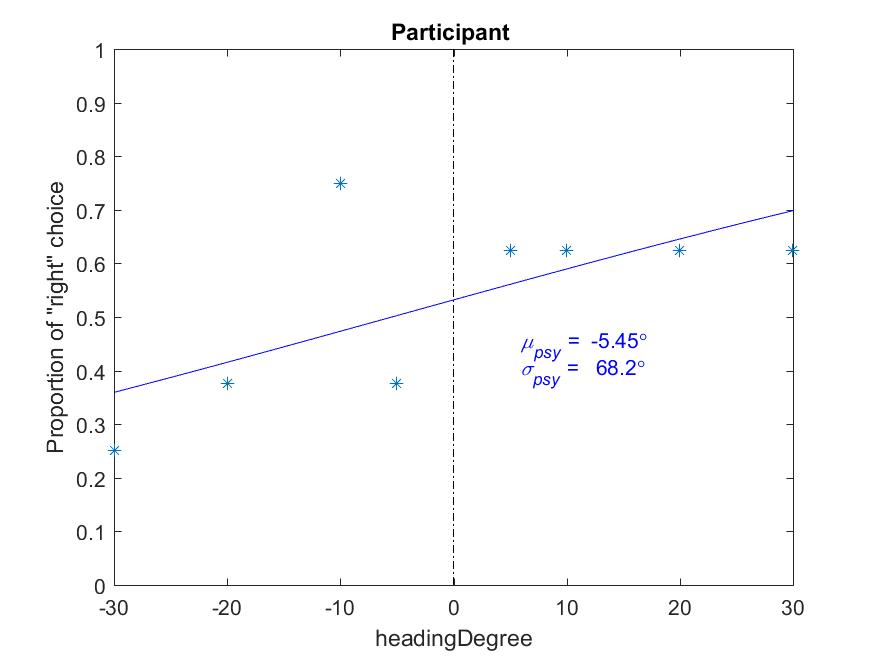 Participant
1
0.9
0.8
0.7
0.6
0.5
0.4
0.3
0.2
0.1
0
Proportion of "right" choice
μpsy = -5.45°
σpsy = 68.2°
-30 -20 -10 0 10 20 30
headingDegree